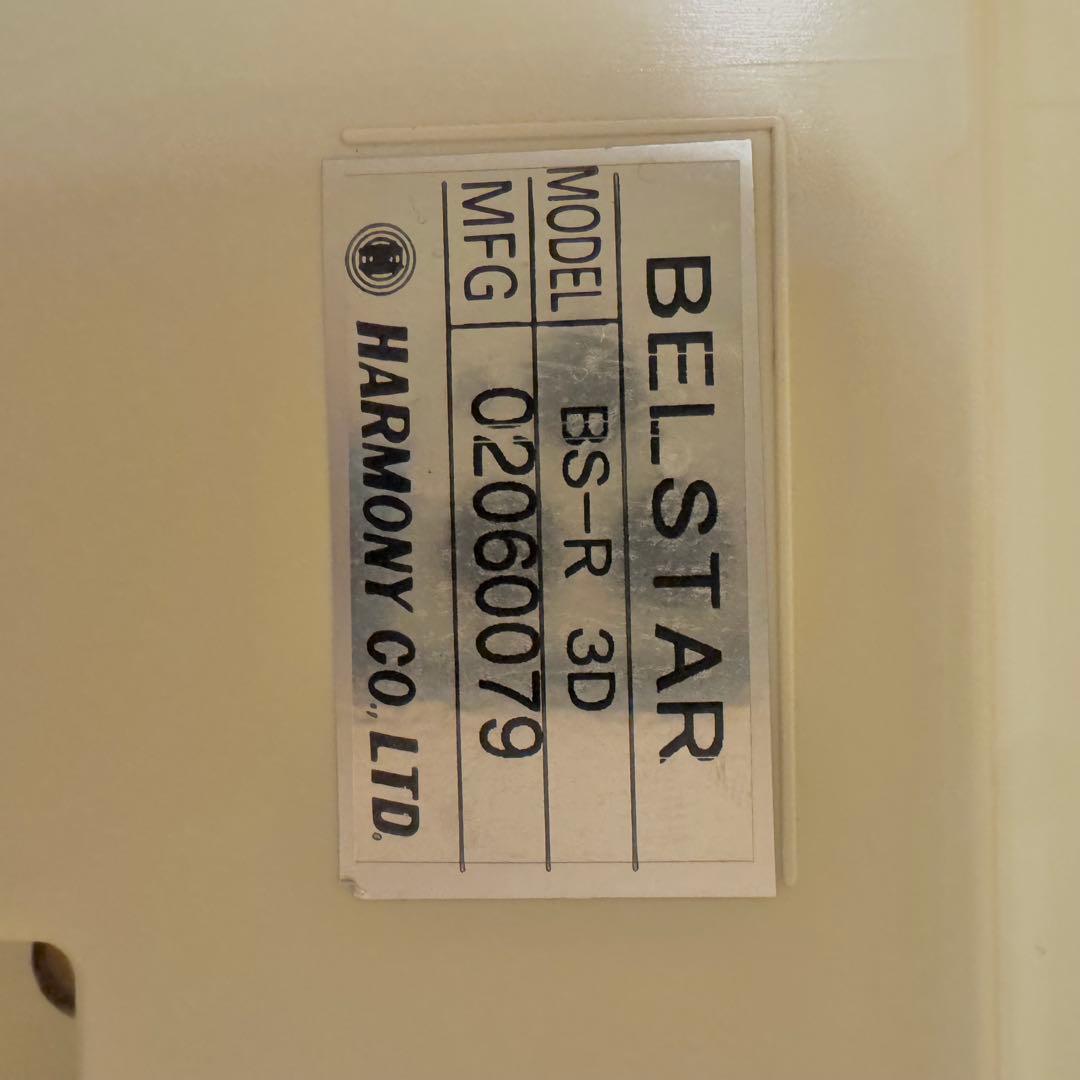 BELSTAR
MODEL BS-R 3D
MFG 02060079
HARMONY CO., LTD.